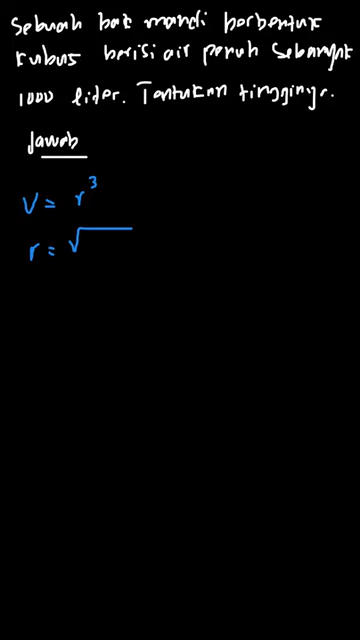 Sebuah bak mandi berbentuk
kubus berisi air penuh sebanyak
1000 liter. Tentukan tingginya.
Jawab
V = r³
r = √